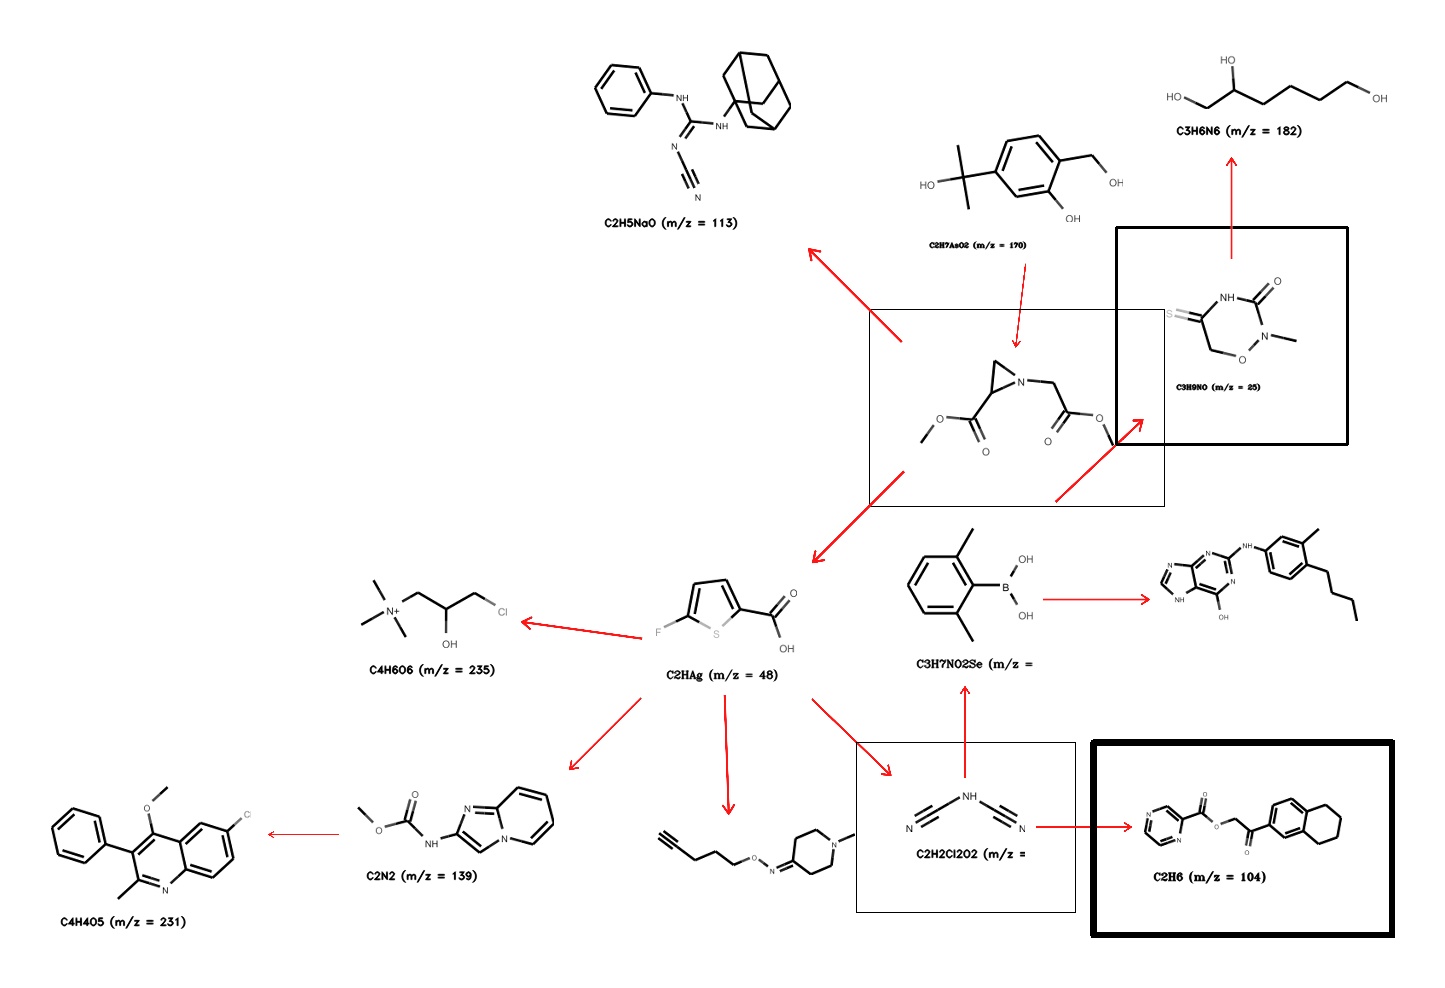 HO
HO
OH
C3H6N6 (m/z = 182)
NH
NH
N
N
C2H5NaO (m/z = 113)
HO
OH
OH
C2H7AsO2 (m/z = 170)
NH
O
S
N
O
C3H9NO (m/z = 25)
N
O
O
O
O
N+
Cl
OH
C4H6O6 (m/z = 235)
F
S
O
OH
C2HAg (m/z = 48)
OH
B
OH
C3H7NO2Se (m/z =
N
NH
N
N
NH
OH
O
Cl
N
C4H4O5 (m/z = 231)
O
O
NH
N
N
C2N2 (m/z = 139)
O
N
N
NH
N
N
C2H2Cl2O2 (m/z =
N
N
O
O
O
C2H6 (m/z = 104)